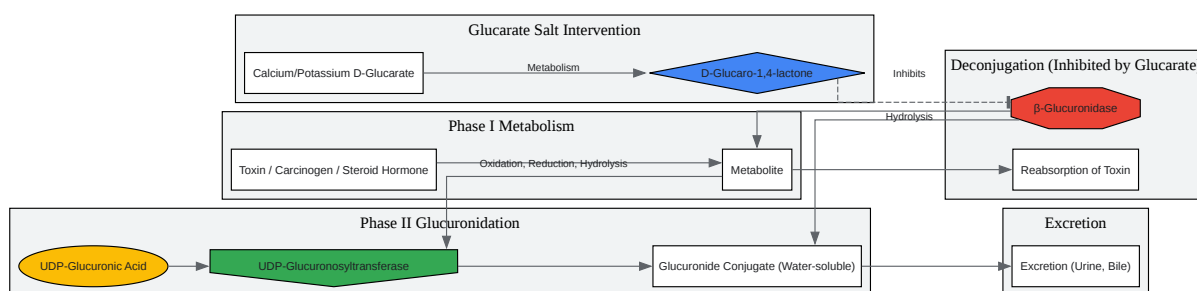 Glucarate Salt Intervention
Calcium/Potassium D-Glucarate
Metabolism
D-Glucaro-1,4-lactone
Inhibits
Deconjugation (Inhibited by Glucarate)
β-Glucuronidase
Hydrolysis
Phase I Metabolism
Toxin / Carcinogen / Steroid Hormone
Oxidation, Reduction, Hydrolysis
Metabolite
Reabsorption of Toxin
Phase II Glucuronidation
UDP-Glucuronic Acid
UDP-Glucuronosyltransferase
Glucuronide Conjugate (Water-soluble)
Excretion
Excretion (Urine, Bile)